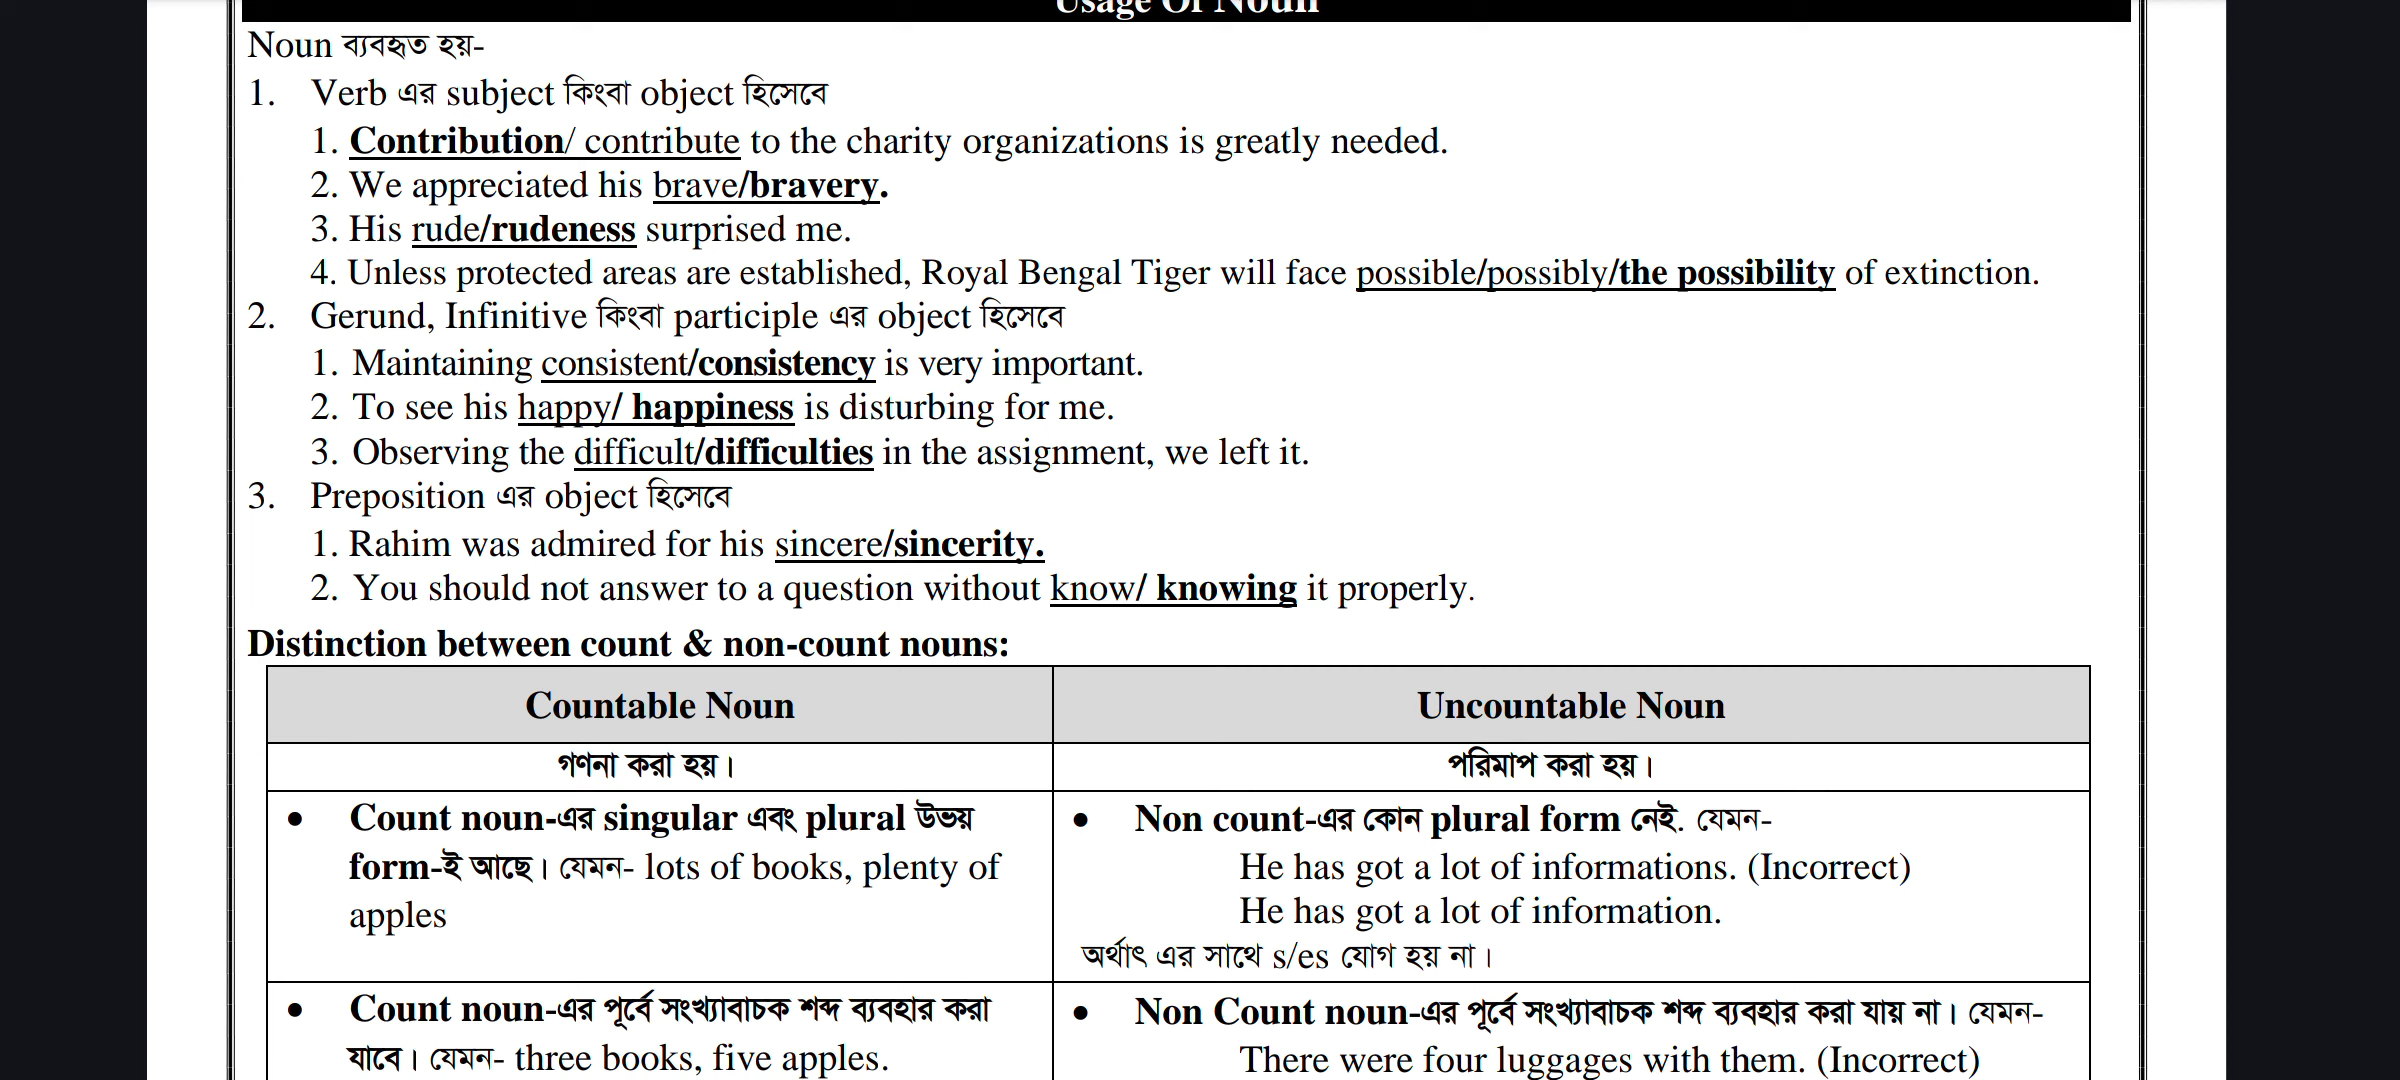 Usage Of Noun
Noun ব্যবহৃত হয়-
1. Verb এর subject কিংবা object হিসেবে
1. Contribution/ contribute to the charity organizations is greatly needed.
2. We appreciated his brave/bravery.
3. His rude/rudeness surprised me.
4. Unless protected areas are established, Royal Bengal Tiger will face possible/possibly/the possibility of extinction.
2. Gerund, Infinitive কিংবা participle এর object হিসেবে
1. Maintaining consistent/consistency is very important.
2. To see his happy/ happiness is disturbing for me.
3. Observing the difficult/difficulties in the assignment, we left it.
3. Preposition এর object হিসেবে
1. Rahim was admired for his sincere/sincerity.
2. You should not answer to a question without know/ knowing it properly.
Distinction between count & non-count nouns:
Countable Noun
Uncountable Noun
গণনা করা হয়।
পরিমাপ করা হয়।
• Count noun-এর singular এবং plural উভয়
form-ই আছে। যেমন- lots of books, plenty of
apples
• Non count-এর কোন plural form নেই. যেমন-
He has got a lot of informations. (Incorrect)
He has got a lot of information.
অর্থাৎ এর সাথে s/es যোগ হয় না।
• Count noun-এর পূর্বে সংখ্যাবাচক শব্দ ব্যবহার করা
যাবে। যেমন- three books, five apples.
• Non Count noun-এর পূর্বে সংখ্যাবাচক শব্দ ব্যবহার করা যায় না। যেমন-
There were four luggages with them. (Incorrect)